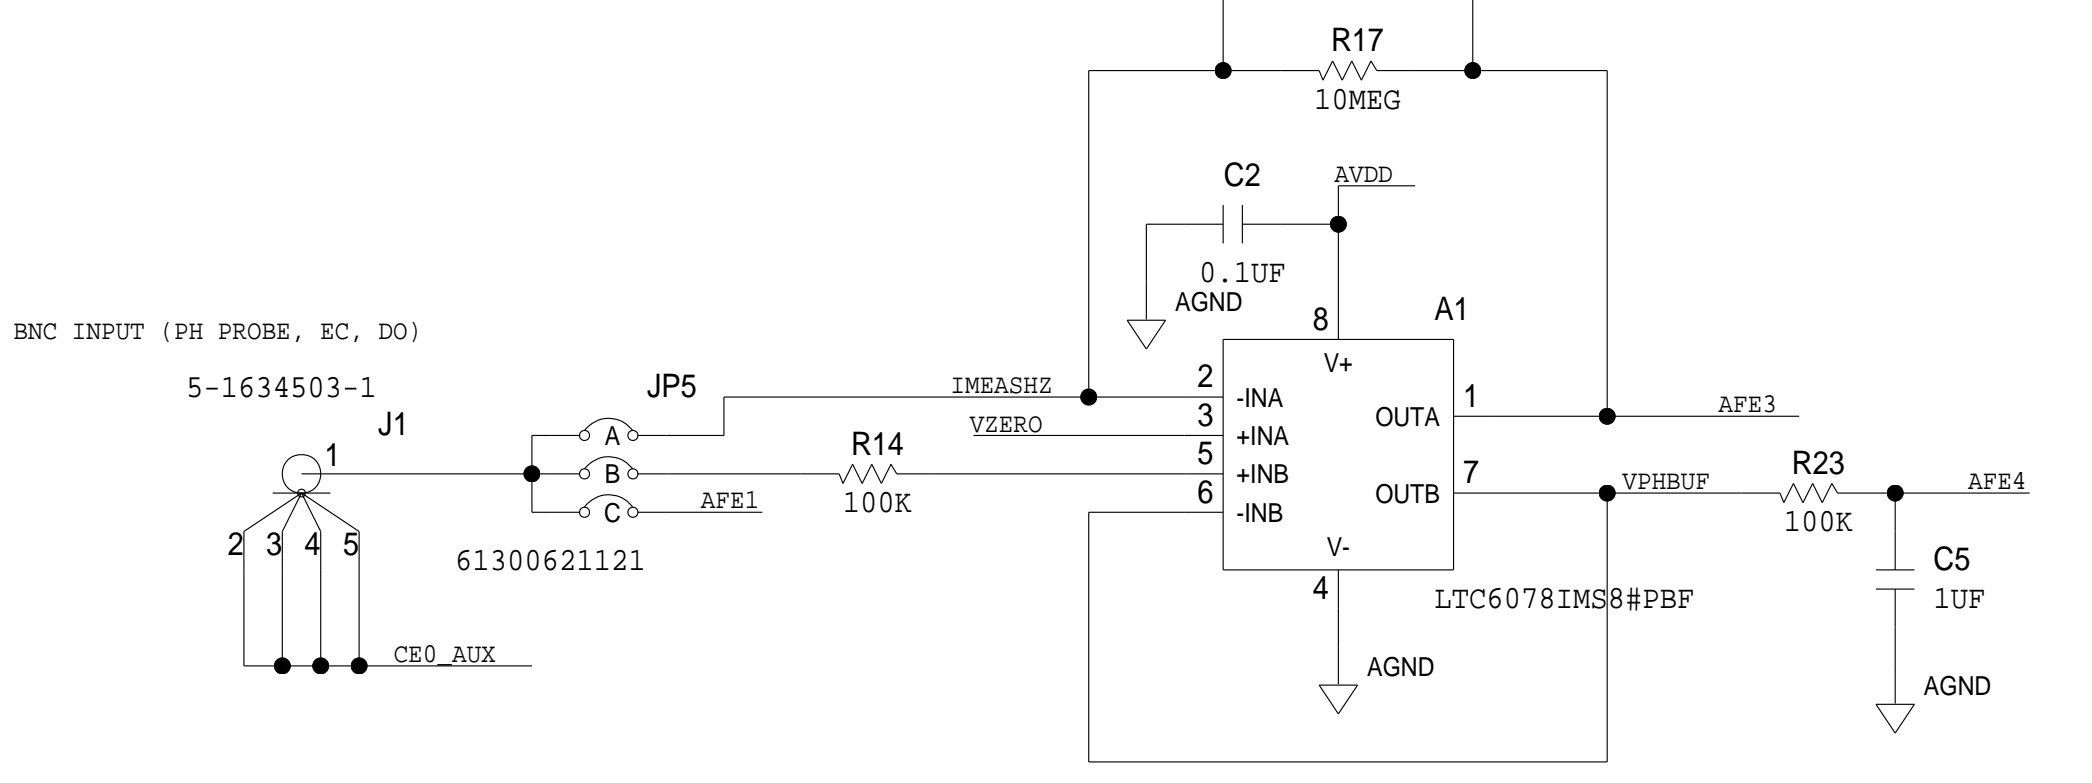 R17
10MEG
C2
AVDD
0.1UF
AGND
A1
8
V+
BNC INPUT (PH PROBE, EC, DO)
5-1634503-1
J1
1
JP5
A
B
C
61300621121
AFE1
R14
100K
IMEASHZ
VZERO
2
3
5
6
-INA
+INA
+INB
-INB
OUTA
OUTB
1
7
AFE3
VPHBUF
R23
100K
AFE4
V-
4
LTC6078IMS8#PBF
C5
1UF
AGND
AGND
2
3
4
5
CE0_AUX